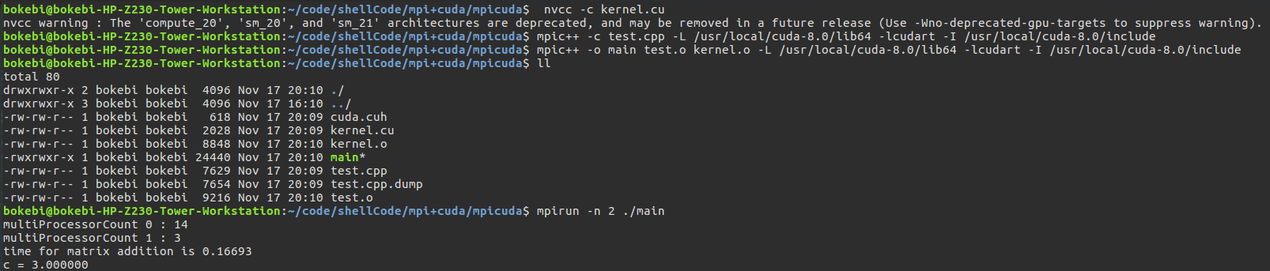 bokebi@bokebi-HP-Z230-Tower-Workstation:~/code/shellCode/mpi+cuda/mpicuda$  nvcc -c kernel.cu
nvcc warning : The 'compute_20', 'sm_20', and 'sm_21' architectures are deprecated, and may be removed in a future release (Use -Wno-deprecated-gpu-targets to suppress warning).
bokebi@bokebi-HP-Z230-Tower-Workstation:~/code/shellCode/mpi+cuda/mpicuda$ mpic++ -c test.cpp -L /usr/local/cuda-8.0/lib64 -lcudart -I /usr/local/cuda-8.0/include
bokebi@bokebi-HP-Z230-Tower-Workstation:~/code/shellCode/mpi+cuda/mpicuda$ mpic++ -o main test.o kernel.o -L /usr/local/cuda-8.0/lib64 -lcudart -I /usr/local/cuda-8.0/include
bokebi@bokebi-HP-Z230-Tower-Workstation:~/code/shellCode/mpi+cuda/mpicuda$ ll
total 80
drwxrwxr-x 2 bokebi bokebi  4096 Nov 17 20:10 ./
drwxrwxr-x 3 bokebi bokebi  4096 Nov 17 16:10 ../
-rw-rw-r-- 1 bokebi bokebi   618 Nov 17 20:09 cuda.cuh
-rw-rw-r-- 1 bokebi bokebi  2028 Nov 17 20:09 kernel.cu
-rw-rw-r-- 1 bokebi bokebi  8848 Nov 17 20:10 kernel.o
-rwxrwxr-x 1 bokebi bokebi 24440 Nov 17 20:10 main*
-rw-rw-r-- 1 bokebi bokebi  7629 Nov 17 20:09 test.cpp
-rw-rw-r-- 1 bokebi bokebi  7654 Nov 17 20:09 test.cpp.dump
-rw-rw-r-- 1 bokebi bokebi  9216 Nov 17 20:10 test.o
bokebi@bokebi-HP-Z230-Tower-Workstation:~/code/shellCode/mpi+cuda/mpicuda$ mpirun -n 2 ./main
multiProcessorCount 0 : 14
multiProcessorCount 1 : 3
time for matrix addition is 0.16693
c = 3.000000